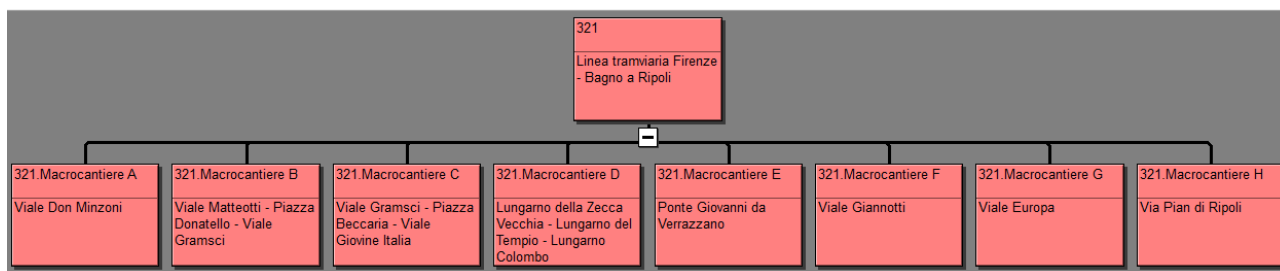 321
Linea tramviaria Firenze
- Bagno a Ripoli
321.Macrocantiere A
Viale Don Minzoni
321.Macrocantiere B
Viale Matteotti - Piazza
Donatello - Viale
Gramsci
321.Macrocantiere C
Viale Gramsci - Piazza
Beccaria - Viale
Giovine Italia
321.Macrocantiere D
Lungarno della Zecca
Vecchia - Lungarno del
Tempio - Lungarno
Colombo
321.Macrocantiere E
Ponte Giovanni da
Verrazzano
321.Macrocantiere F
Viale Giannotti
321.Macrocantiere G
Viale Europa
321.Macrocantiere H
Via Pian di Ripoli